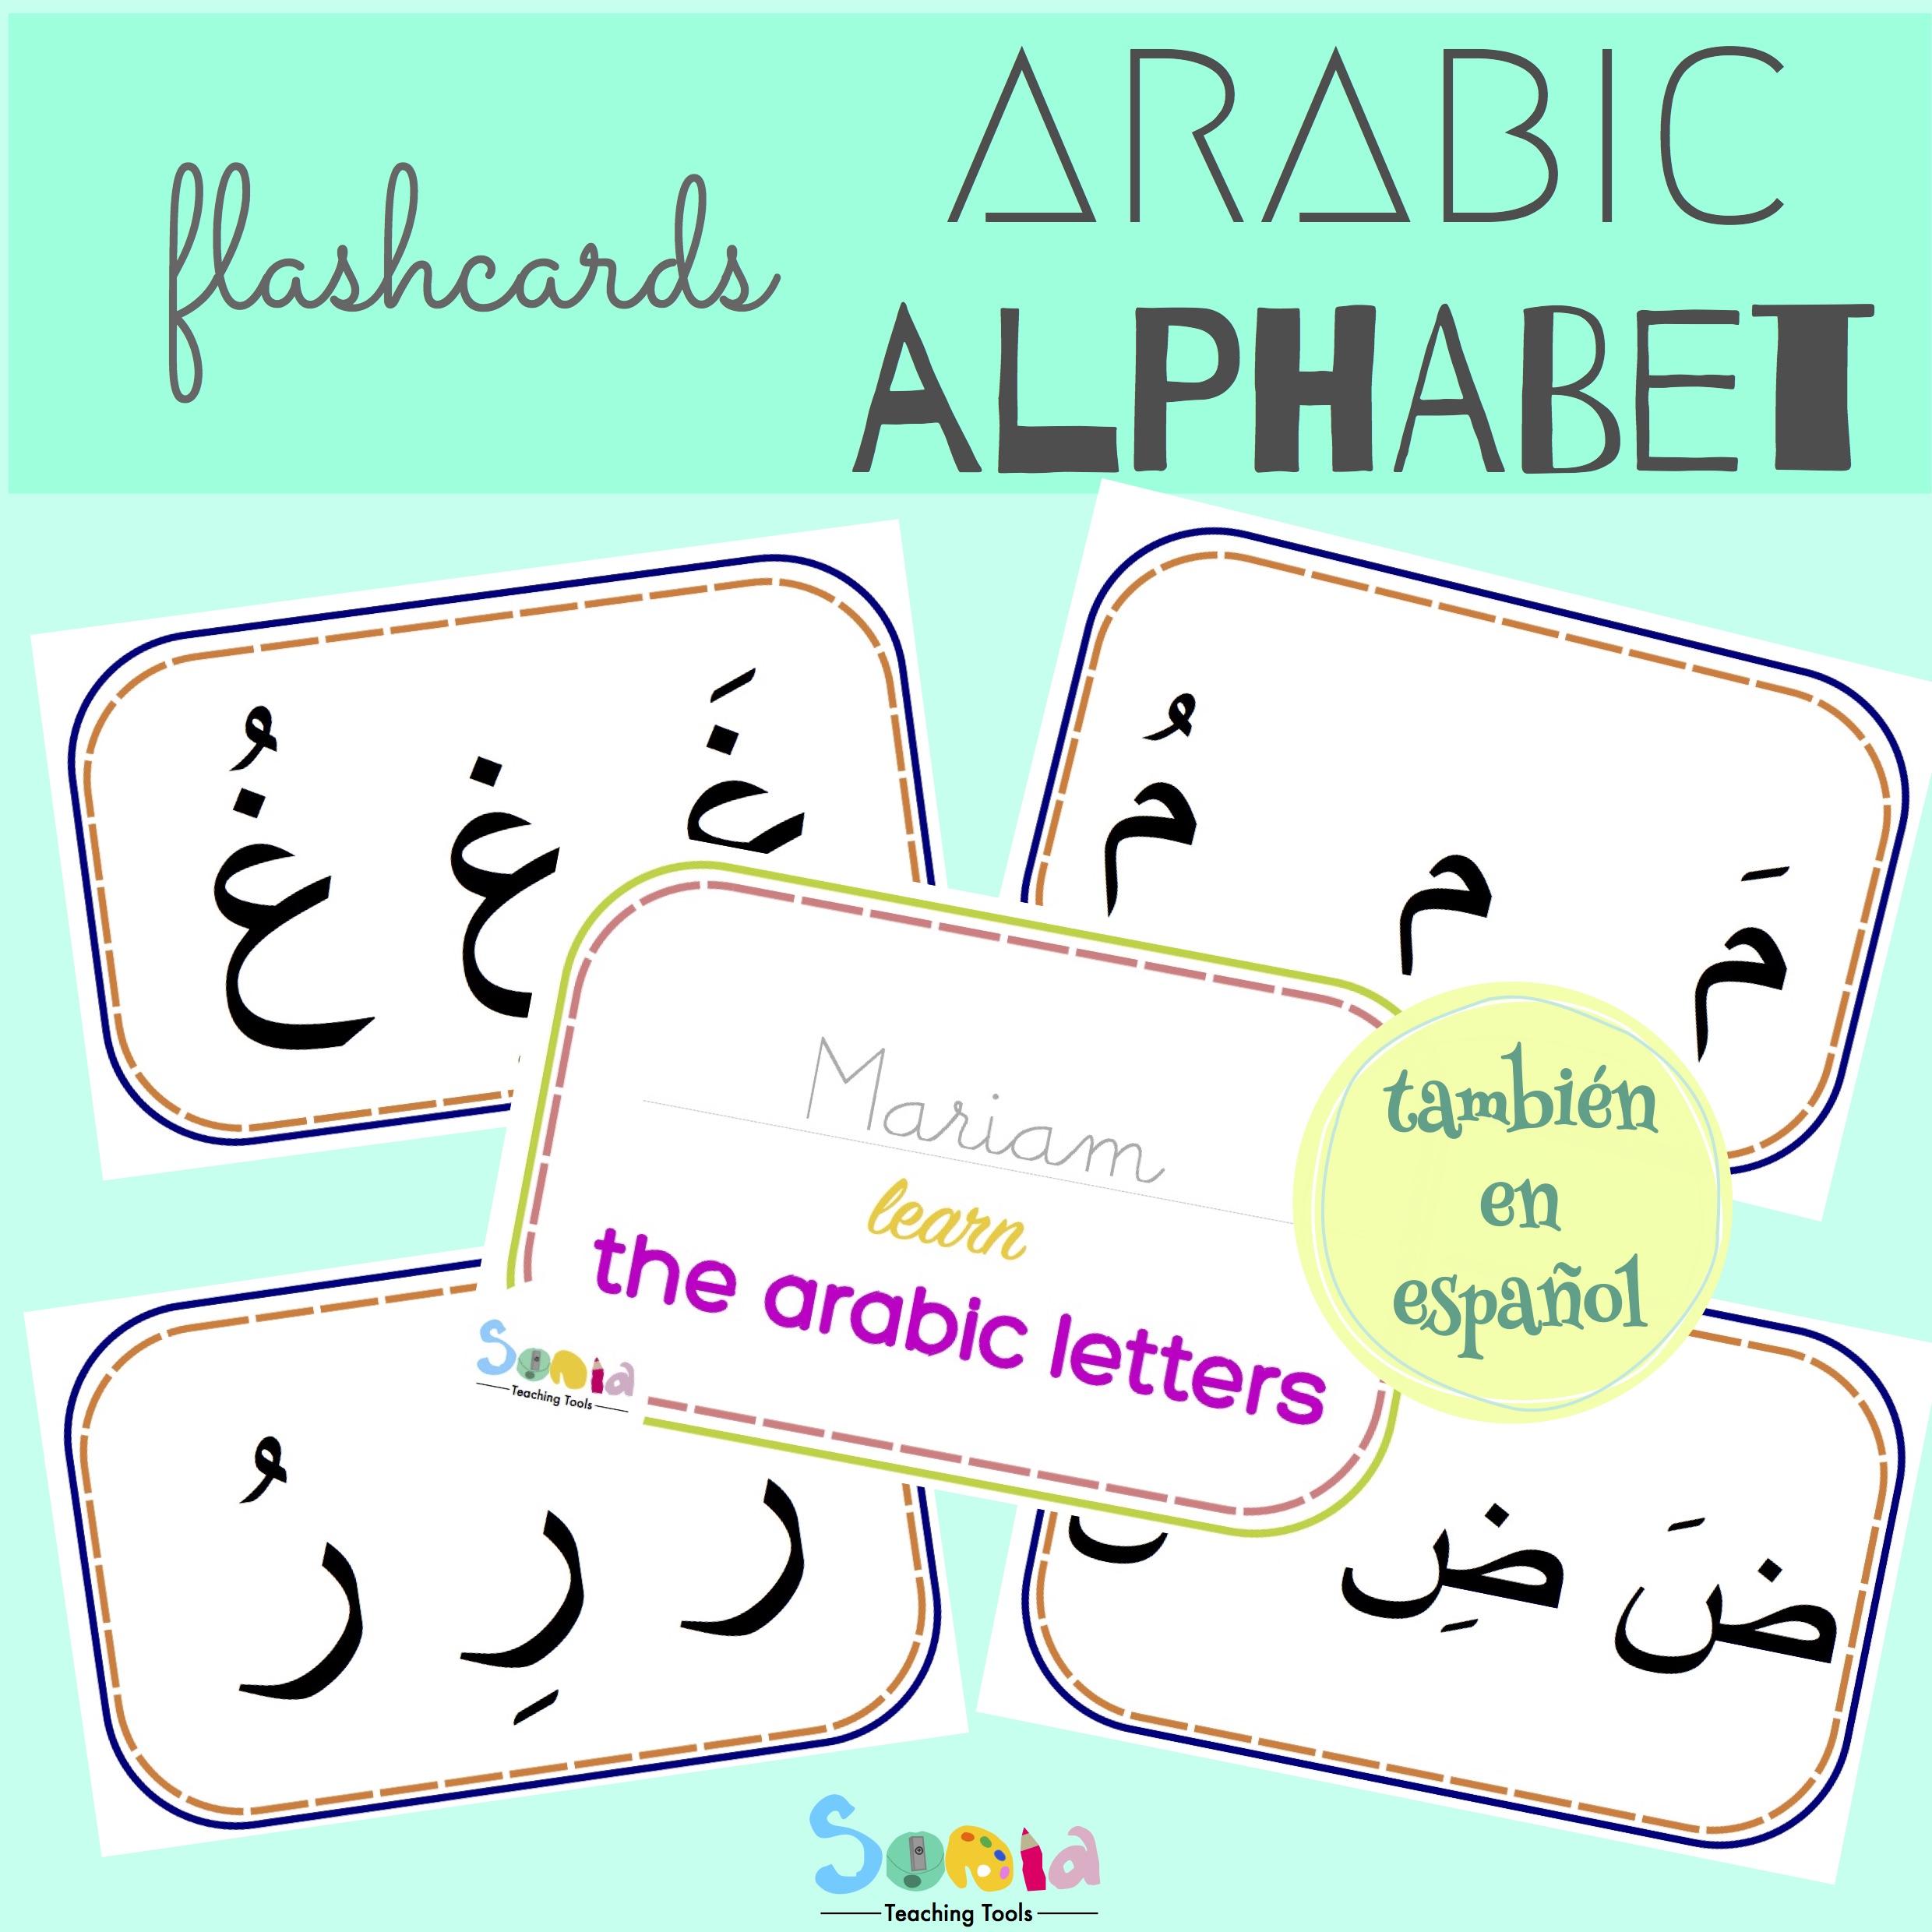 flashcards
ARABIC
ALPHABET
غَ غ غُ
مَ م مُ
Mariam
learn
the arabic letters
Sonia
Teaching Tools
también
en
español
ر رِ رُ
ضَ ضِ
Sonia
Teaching Tools